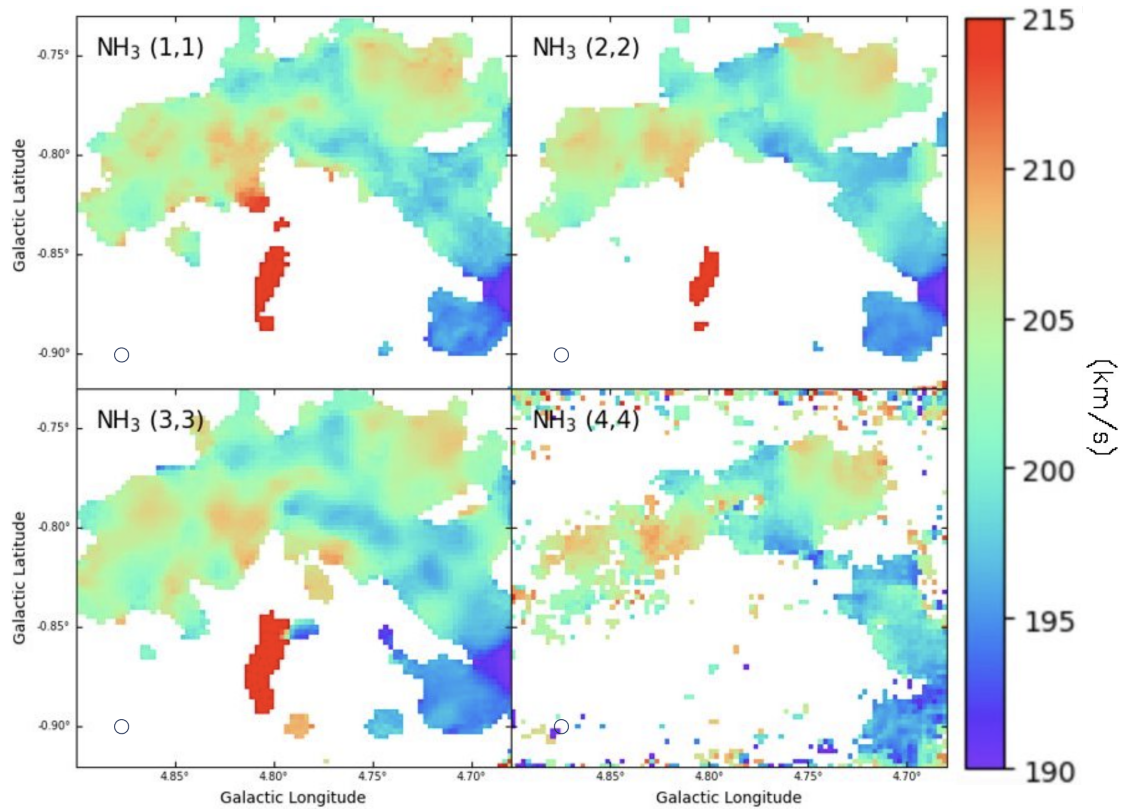 NH₃ (1,1)
NH₃ (2,2)
215
210
205
200
195
190
(km/s)
-0.75°
-0.80°
-0.85°
-0.90°
Galactic Latitude
NH₃ (3,3)
NH₃ (4,4)
-0.75°
-0.80°
-0.85°
-0.90°
Galactic Latitude
4.85° 4.80° 4.75° 4.70°
4.85° 4.80° 4.75° 4.70°
Galactic Longitude
Galactic Longitude